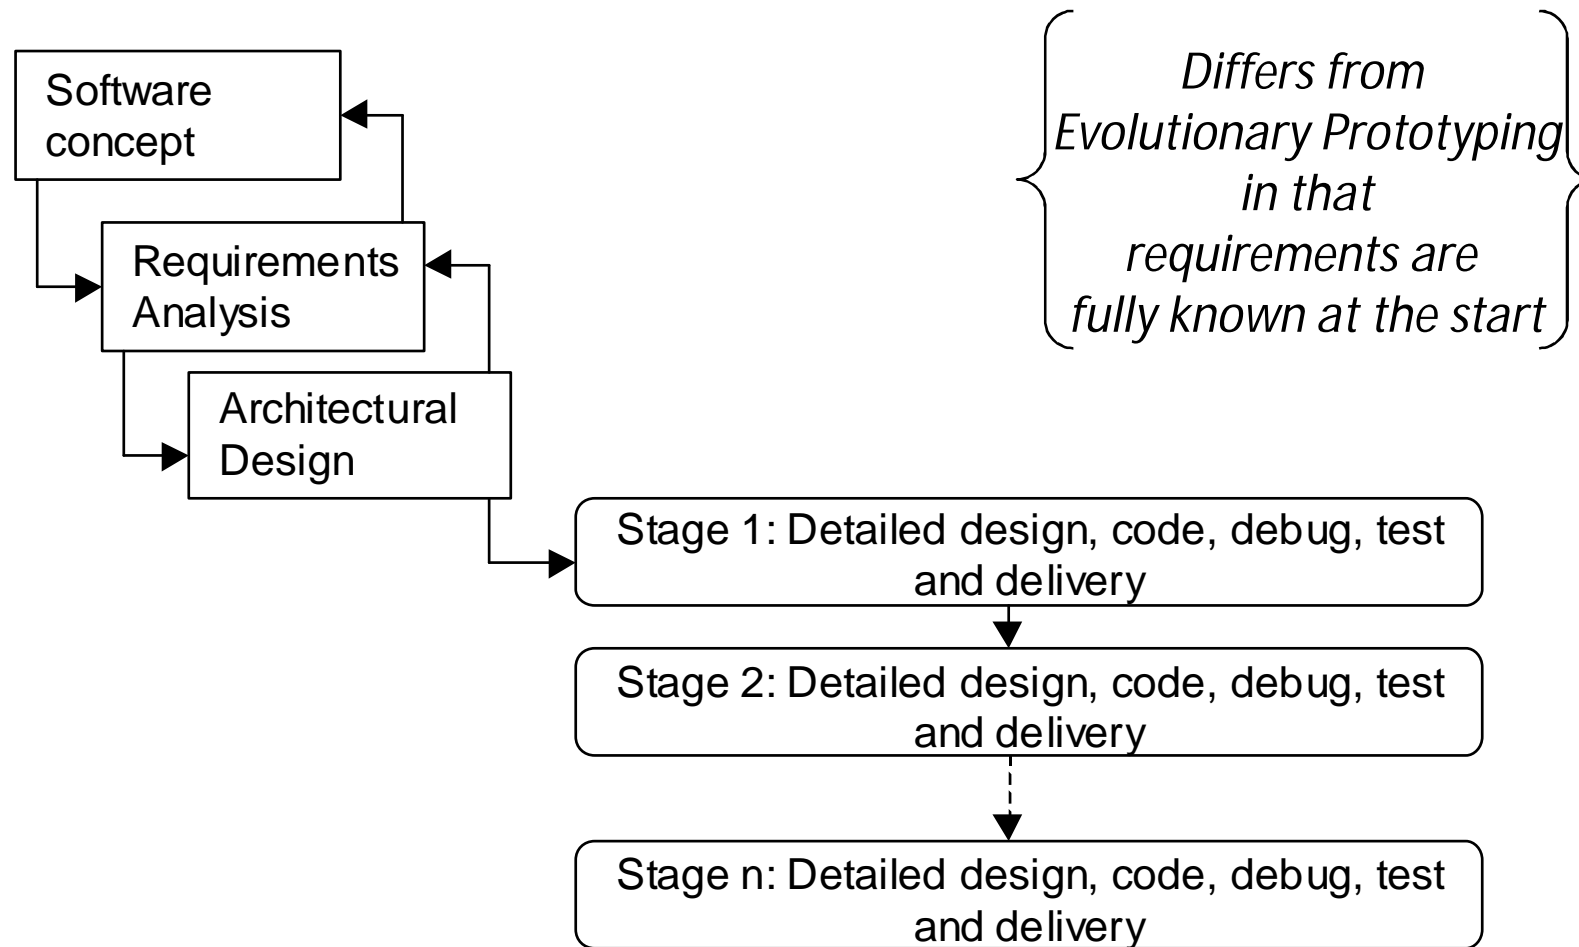 Software
concept
Differs from
Evolutionary Prototyping
in that
requirements are
fully known at the start
Requirements
Analysis
Architectural
Design
Stage 1: Detailed design, code, debug, test
and delivery
Stage 2: Detailed design, code, debug, test
and delivery
Stage n: Detailed design, code, debug, test
and delivery